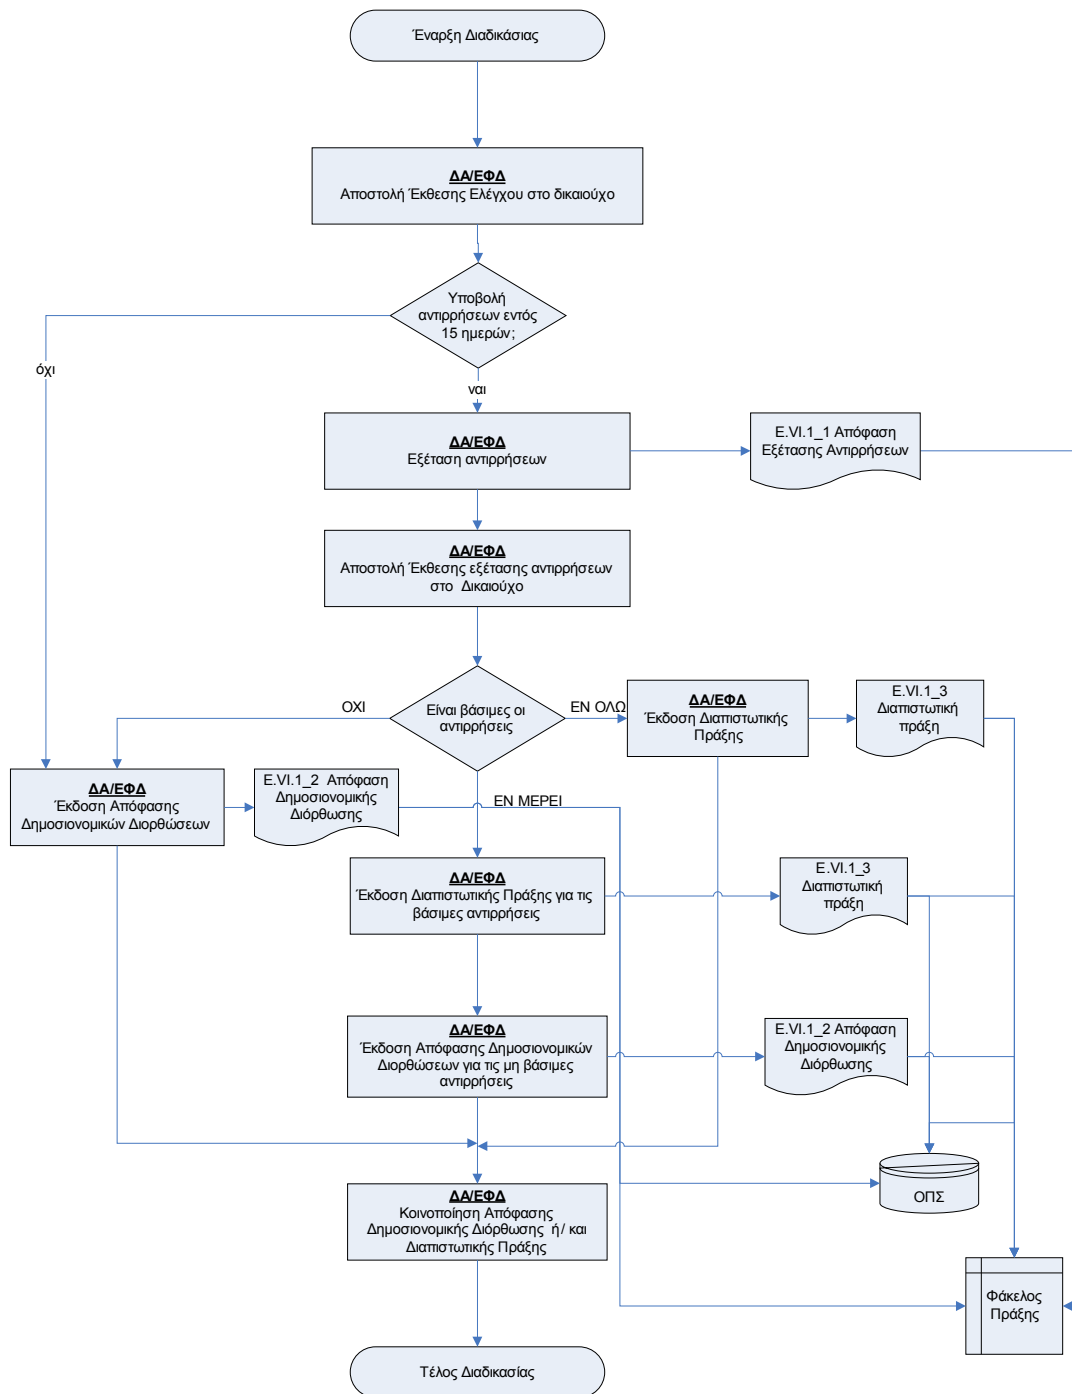 Έναρξη Διαδικάσιας
ΔΑ/ΕΦΔ
Αποστολή Έκθεσης Ελέγχου στο δικαιούχο
Υποβολή
αντιρρήσεων εντός
15 ημερών;
όχι
ναι
ΔΑ/ΕΦΔ
Εξέταση αντιρρήσεων
Ε.VI.1_1 Απόφαση
Εξέτασης Αντιρρήσεων
ΔΑ/ΕΦΔ
Αποστολή Έκθεσης εξέτασης αντιρρήσεων
στο Δικαιούχο
ΟΧΙ
Είναι βάσιμες οι
αντιρρήσεις
ΕΝ ΟΛΩ
ΔΑ/ΕΦΔ
Έκδοση Διαπιστωτικής
Πράξης
Ε.VI.1_3
Διαπιστωτική
πράξη
ΔΑ/ΕΦΔ
Έκδοση Απόφασης
Δημοσιονομικών Διορθώσεων
Ε.VI.1_2 Απόφαση
Δημοσιονομικής
Διόρθωσης
ΕΝ ΜΕΡΕΙ
ΔΑ/ΕΦΔ
Έκδοση Διαπιστωτικής Πράξης για τις
βάσιμες αντιρρήσεις
Ε.VI.1_3
Διαπιστωτική
πράξη
ΔΑ/ΕΦΔ
Έκδοση Απόφασης Δημοσιονομικών
Διορθώσεων για τις μη βάσιμες
αντιρρήσεις
Ε.VI.1_2 Απόφαση
Δημοσιονομικής
Διόρθωσης
ΟΠΣ
ΔΑ/ΕΦΔ
Κοινοποίηση Απόφασης
Δημοσιονομικής Διόρθωσης ή/ και
Διαπιστωτικής Πράξης
Φάκελος
Πράξης
Τέλος Διαδικασίας